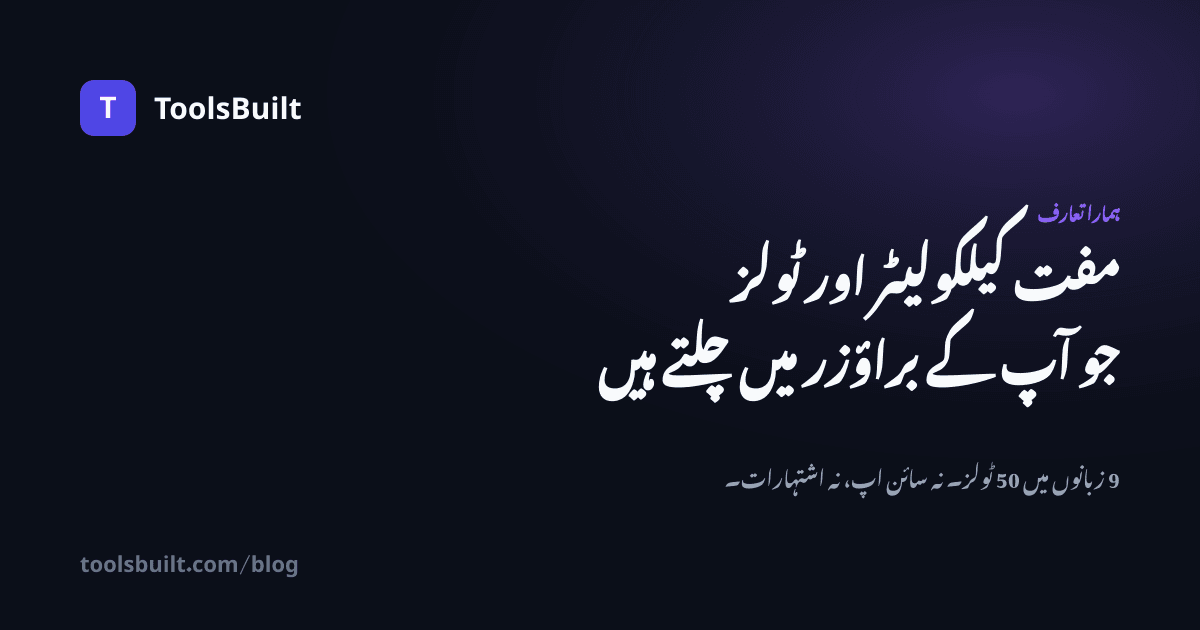 T ToolsBuilt
ہمارا تعارف
مفت کیلکولیٹر اور ٹولز
جو آپ کے براؤزر میں چلتے ہیں
9 زبانوں میں 50 ٹولز۔ نہ سائن اپ، نہ اشتہارات۔
toolsbuilt.com/blog